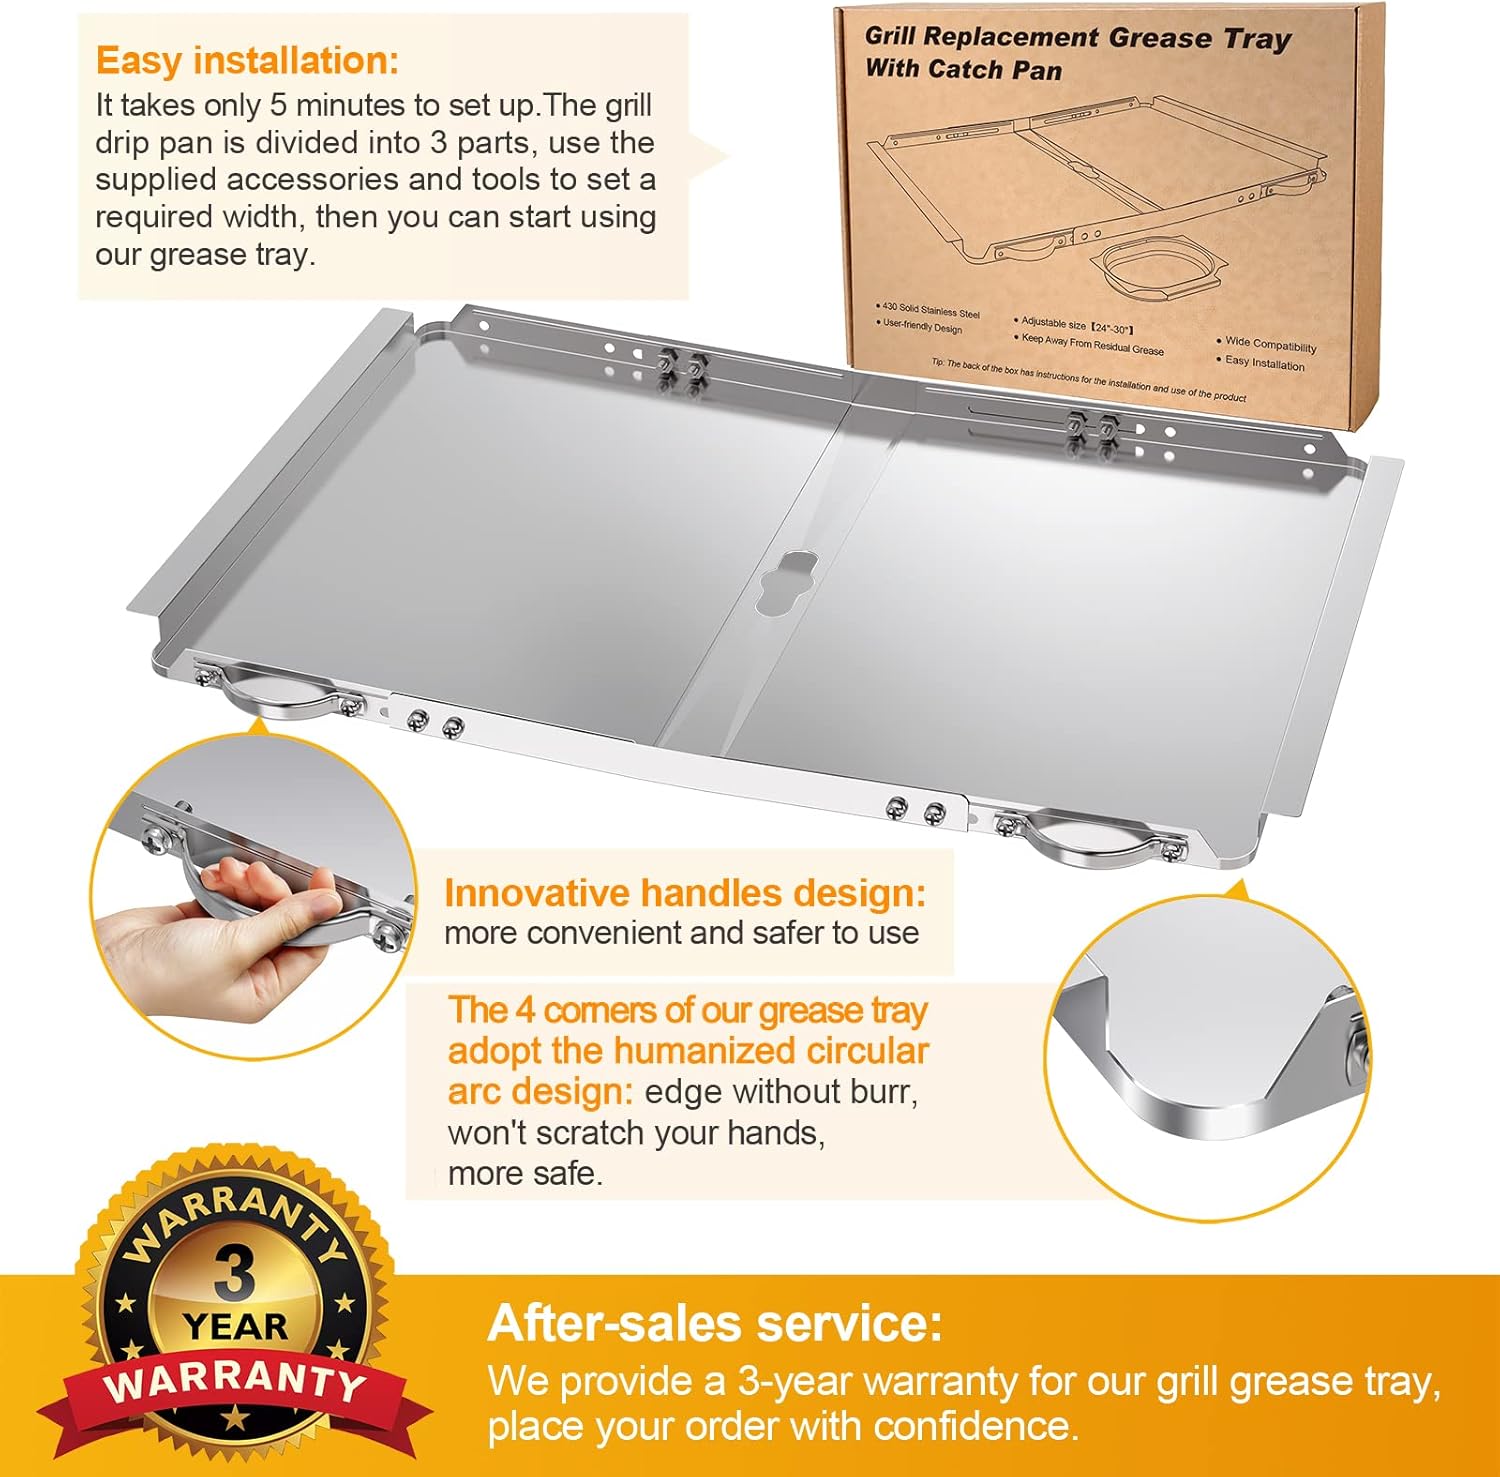 Easy installation:
It takes only 5 minutes to set up.The grill
drip pan is divided into 3 parts, use the
supplied accessories and tools to set a
required width, then you can start using
our grease tray.
Grill Replacement Grease Tray
With Catch Pan
• 430 Solid Stainless Steel
• User-friendly Design
• Adjustable size【24"-30"】
• Keep Away From Residual Grease
• Wide Compatibility
• Easy Installation
Tip: The back of the box has instructions for the installation and use of the product
Innovative handles design:
more convenient and safer to use
The 4 corners of our grease tray
adopt the humanized circular
arc design: edge without burr,
won't scratch your hands,
more safe.
WARRANTY
3
YEAR
WARRANTY
After-sales service:
We provide a 3-year warranty for our grill grease tray,
place your order with confidence.